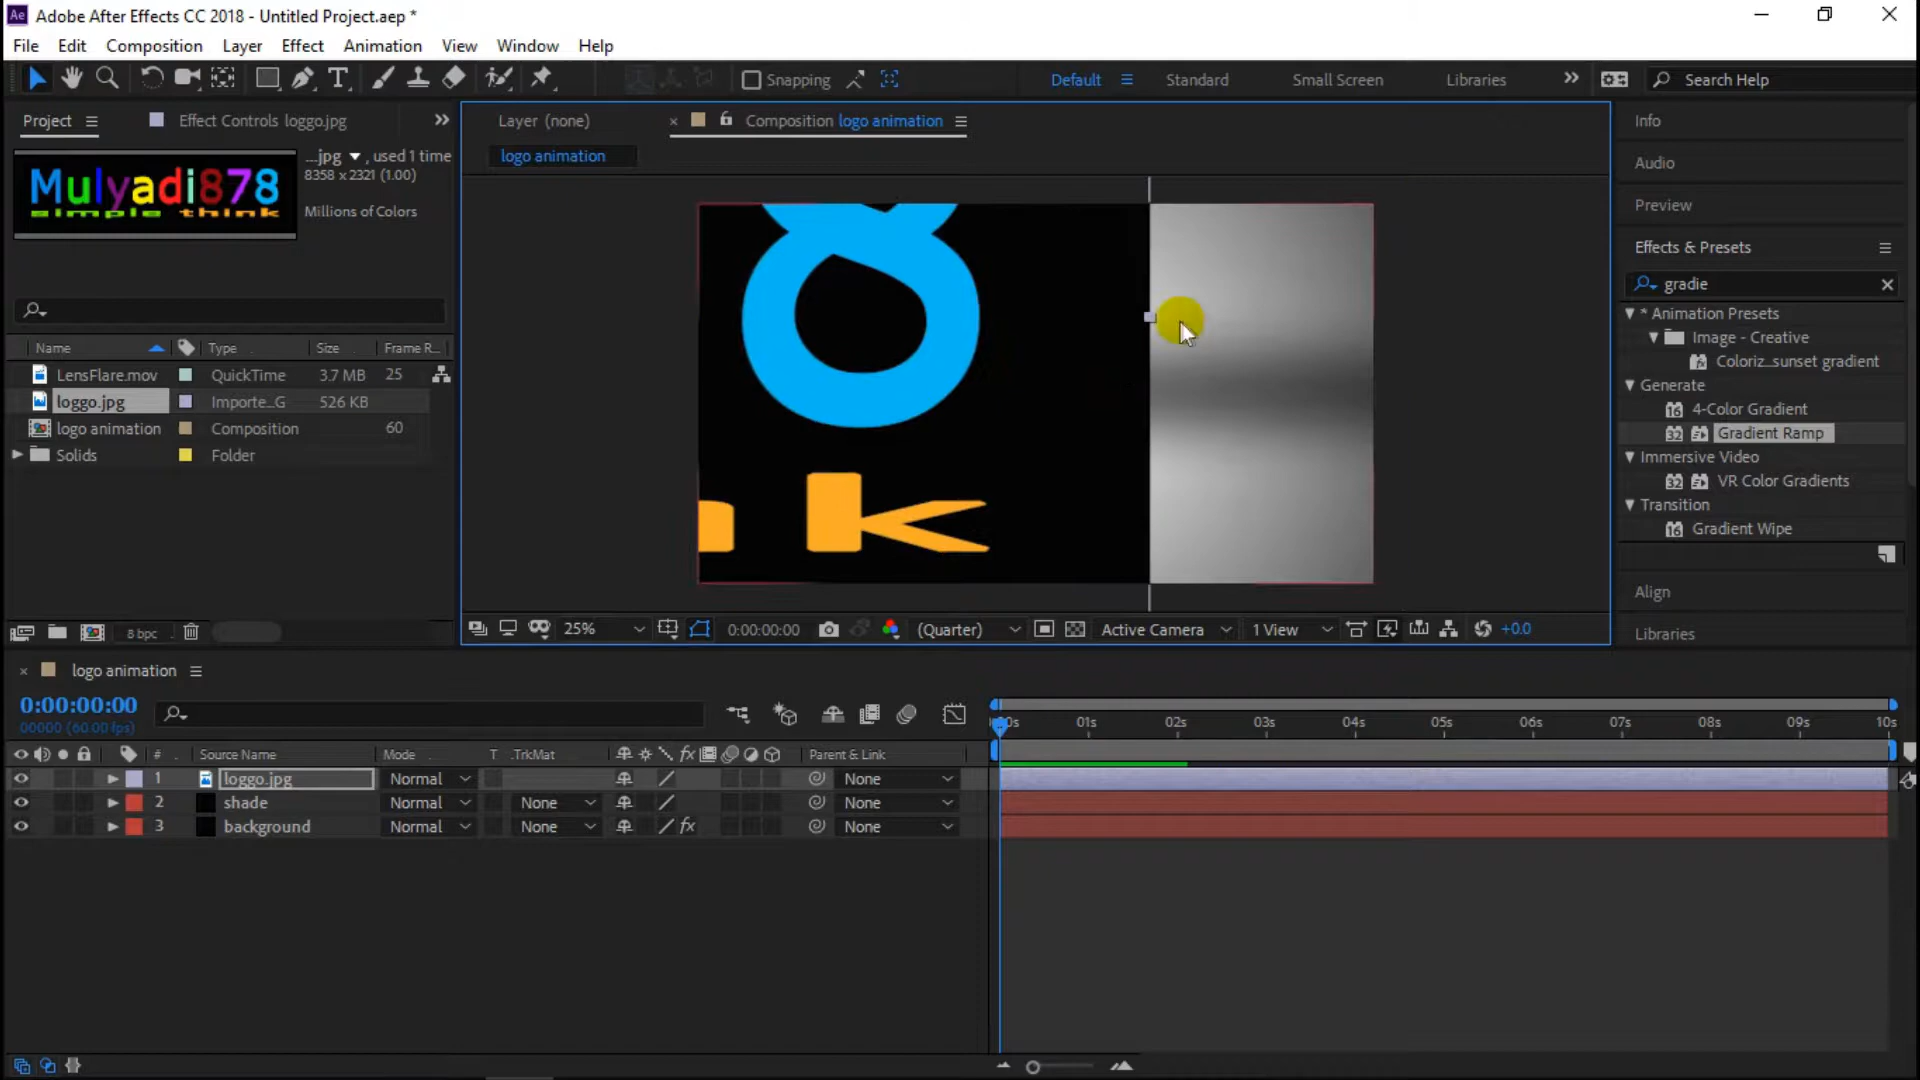 Adobe After Effects CC 2018 - Untitled Project.aep *
File Edit Composition Layer Effect Animation View Window Help
Snapping Default Standard Small Screen Libraries Search Help
Project Effect Controls loggo.jpg
Mulyadi878
simple think
...jpg , used 1 time
8358 x 2321 (1.00)
Millions of Colors
Name Type Size Frame R...
LensFlare.mov QuickTime 3.7 MB 25
loggo.jpg Importe...G 526 KB
logo animation Composition 60
Solids Folder
8 bpc
Layer (none) Composition logo animation
logo animation
8
k
25% 0:00:00:00 (Quarter) Active Camera 1 View +0.0
Info
Audio
Preview
Effects & Presets
gradie
* Animation Presets
Image - Creative
Coloriz...sunset gradient
Generate
4-Color Gradient
Gradient Ramp
Immersive Video
VR Color Gradients
Transition
Gradient Wipe
Align
Libraries
logo animation
0:00:00:00
00000 (60.00 fps)
Source Name Mode T .TrkMat fx Parent & Link
1 loggo.jpg Normal None
2 shade Normal None None
3 background Normal None fx None
01s 02s 03s 04s 05s 06s 07s 08s 09s 10s